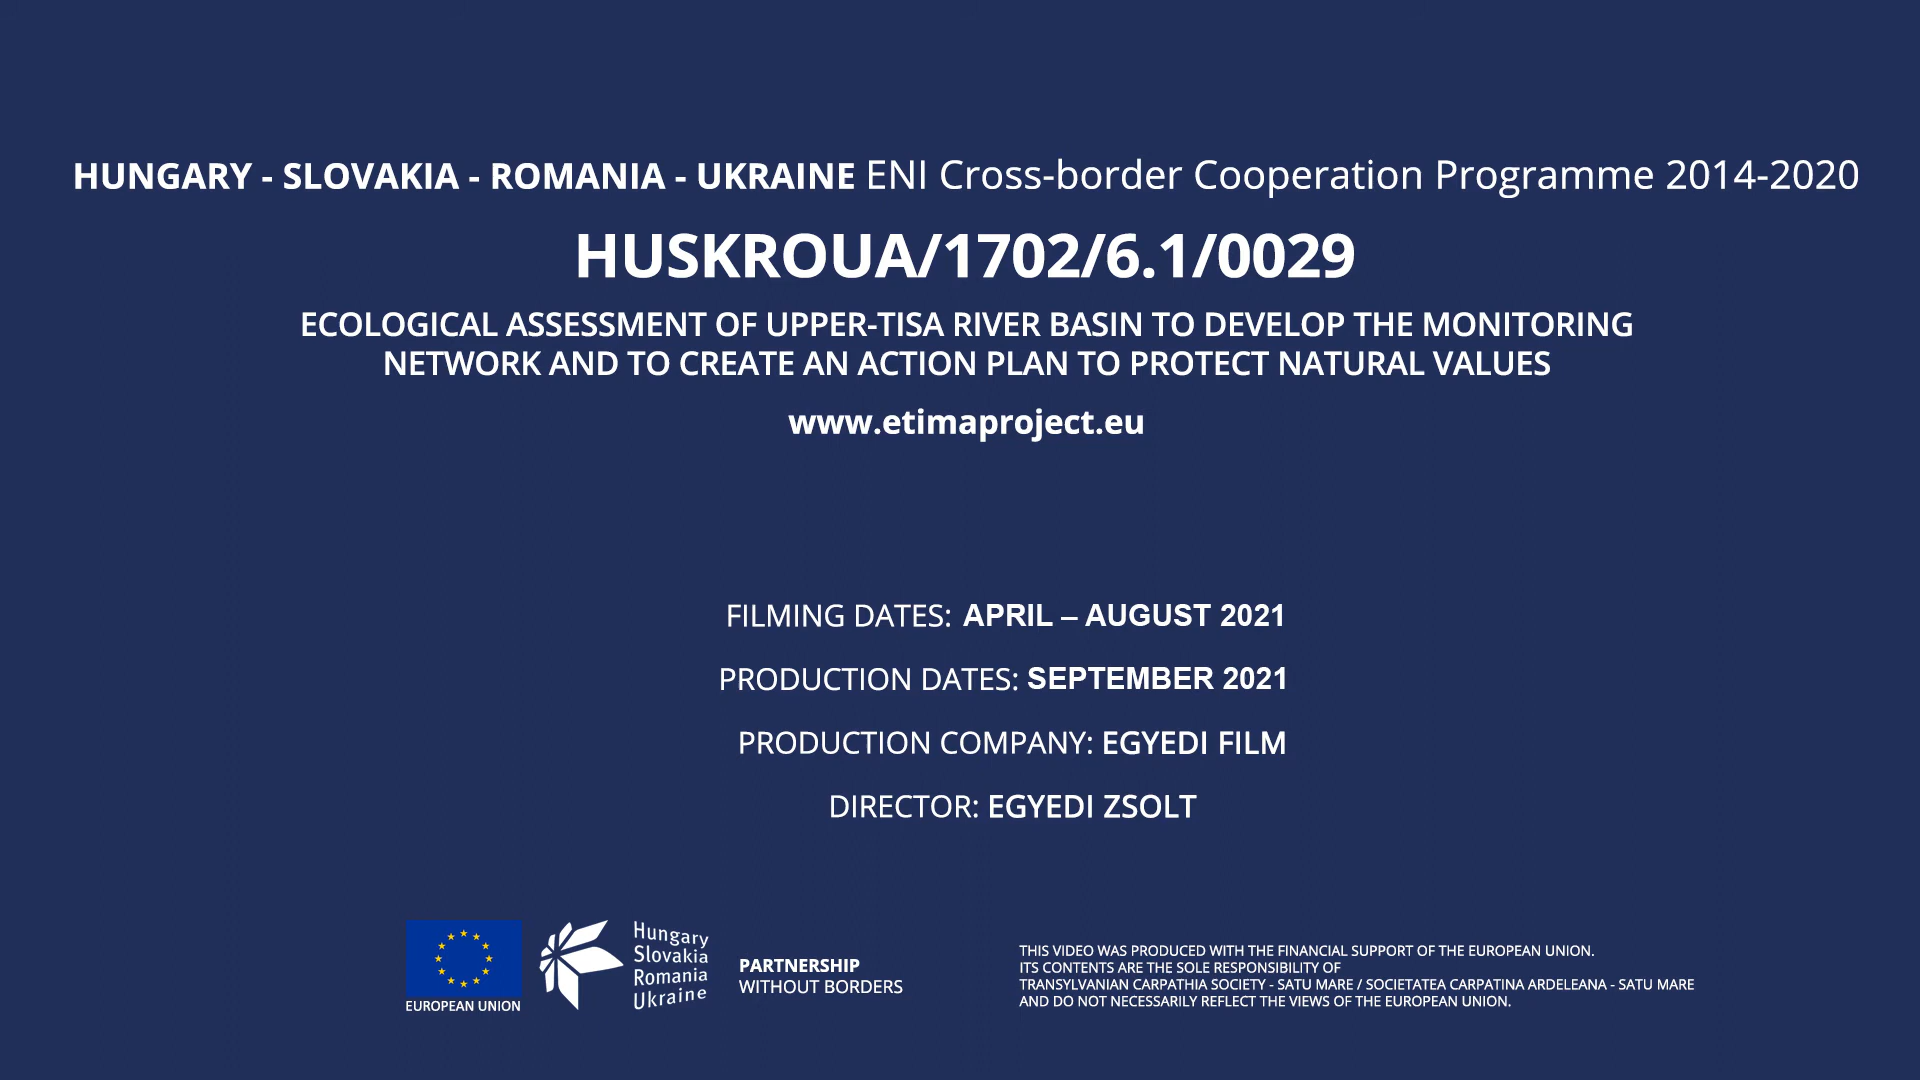 HUNGARY - SLOVAKIA - ROMANIA - UKRAINE ENI Cross-border Cooperation Programme 2014-2020
HUSKROUA/1702/6.1/0029
ECOLOGICAL ASSESSMENT OF UPPER-TISA RIVER BASIN TO DEVELOP THE MONITORING
NETWORK AND TO CREATE AN ACTION PLAN TO PROTECT NATURAL VALUES
www.etimaproject.eu
FILMING DATES: APRIL – AUGUST 2021
PRODUCTION DATES: SEPTEMBER 2021
PRODUCTION COMPANY: EGYEDI FILM
DIRECTOR: EGYEDI ZSOLT
EUROPEAN UNION
Hungary
Slovakia
Romania
Ukraine
PARTNERSHIP
WITHOUT BORDERS
THIS VIDEO WAS PRODUCED WITH THE FINANCIAL SUPPORT OF THE EUROPEAN UNION.
ITS CONTENTS ARE THE SOLE RESPONSIBILITY OF
TRANSYLVANIAN CARPATHIA SOCIETY - SATU MARE / SOCIETATEA CARPATINA ARDELEANA - SATU MARE
AND DO NOT NECESSARILY REFLECT THE VIEWS OF THE EUROPEAN UNION.